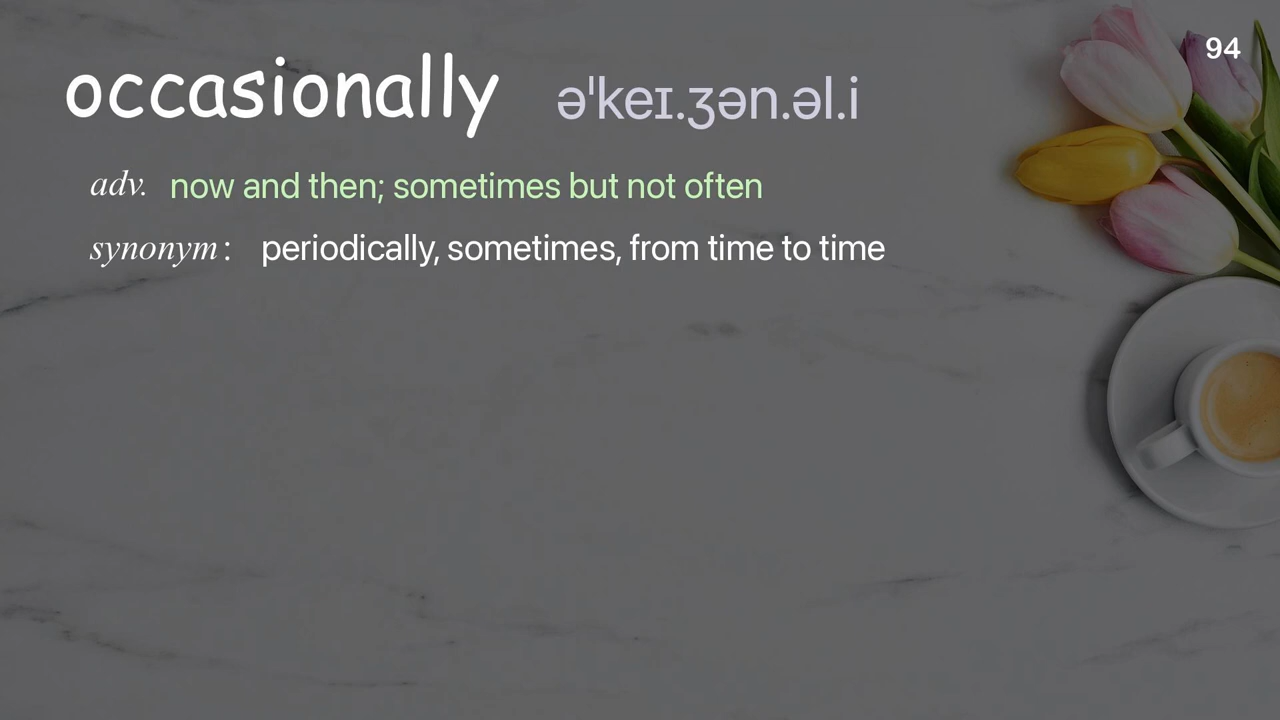 94
occasionally əˈkeɪ.ʒən.əl.i
adv. now and then; sometimes but not often
synonym : periodically, sometimes, from time to time